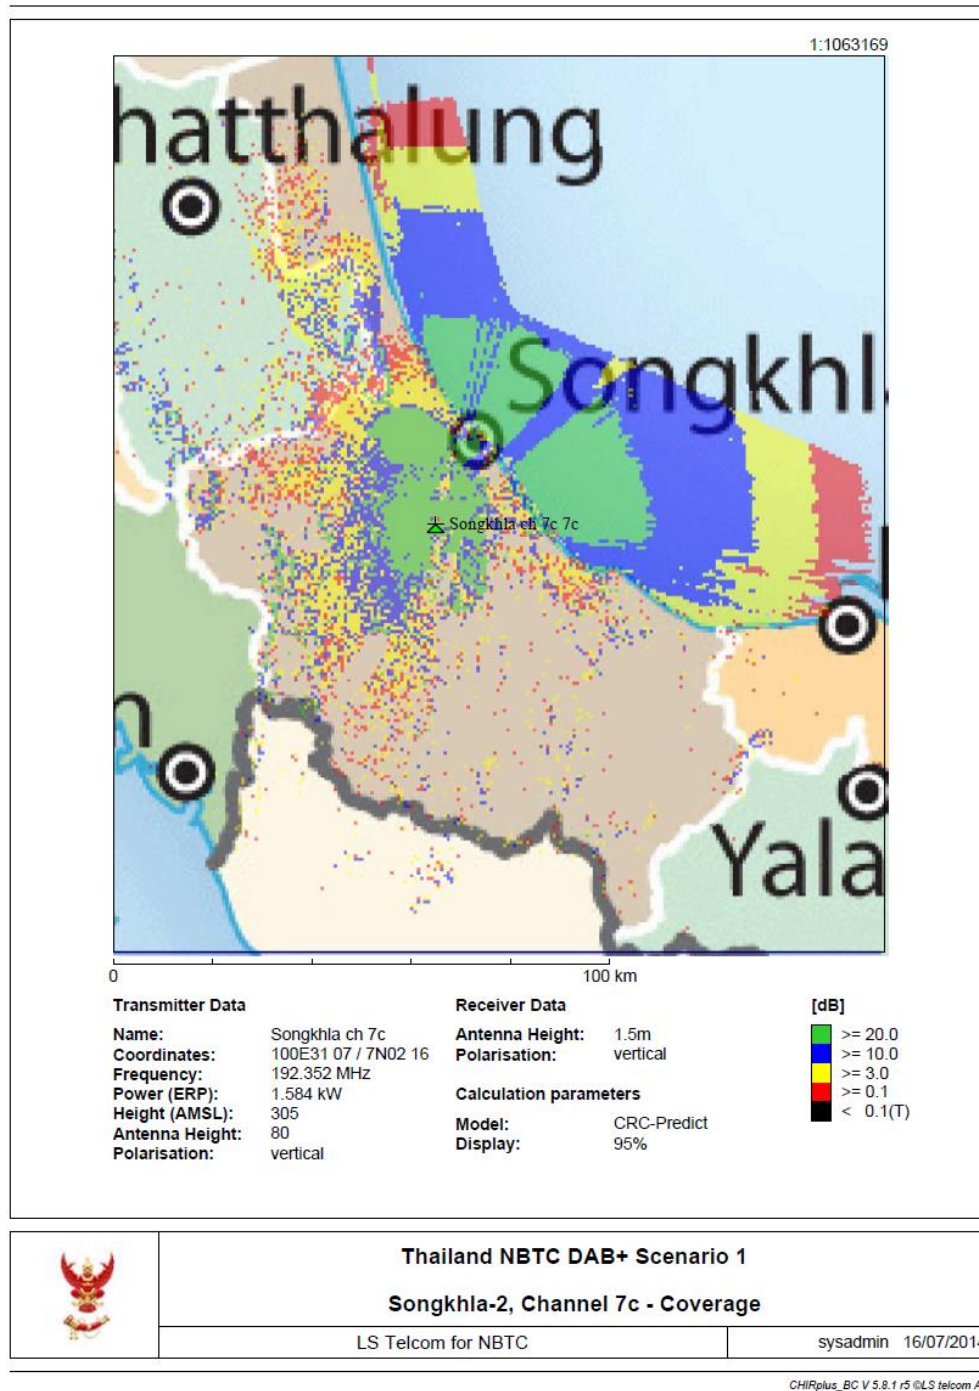 1:1063169
hatthalung
Songkhl
Songkhla ch 7c 7c
n
Yala
0 100 km
Transmitter Data
Name: Songkhla ch 7c
Coordinates: 100E31 07 / 7N02 16
Frequency: 192.352 MHz
Power (ERP): 1.584 kW
Height (AMSL): 305
Antenna Height: 80
Polarisation: vertical
Receiver Data
Antenna Height: 1.5m
Polarisation: vertical
Calculation parameters
Model: CRC-Predict
Display: 95%
[dB]
>= 20.0
>= 10.0
>= 3.0
>= 0.1
< 0.1(T)
Thailand NBTC DAB+ Scenario 1
Songkhla-2, Channel 7c - Coverage
LS Telcom for NBTC
sysadmin 16/07/2014
CHIRplus_BC V 5.8.1 r5 ©LS telcom A